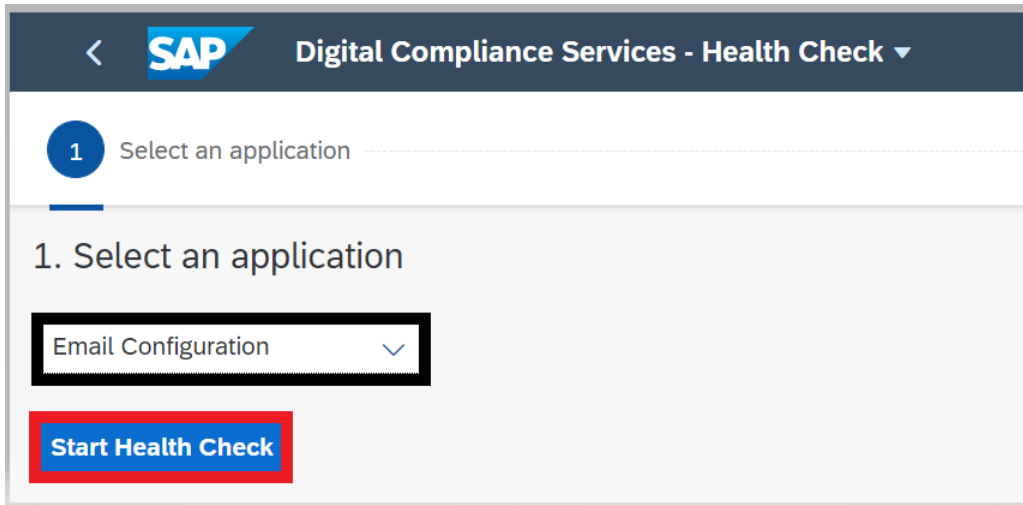 SAP Digital Compliance Services - Health Check
1 Select an application
1. Select an application
Email Configuration
Start Health Check